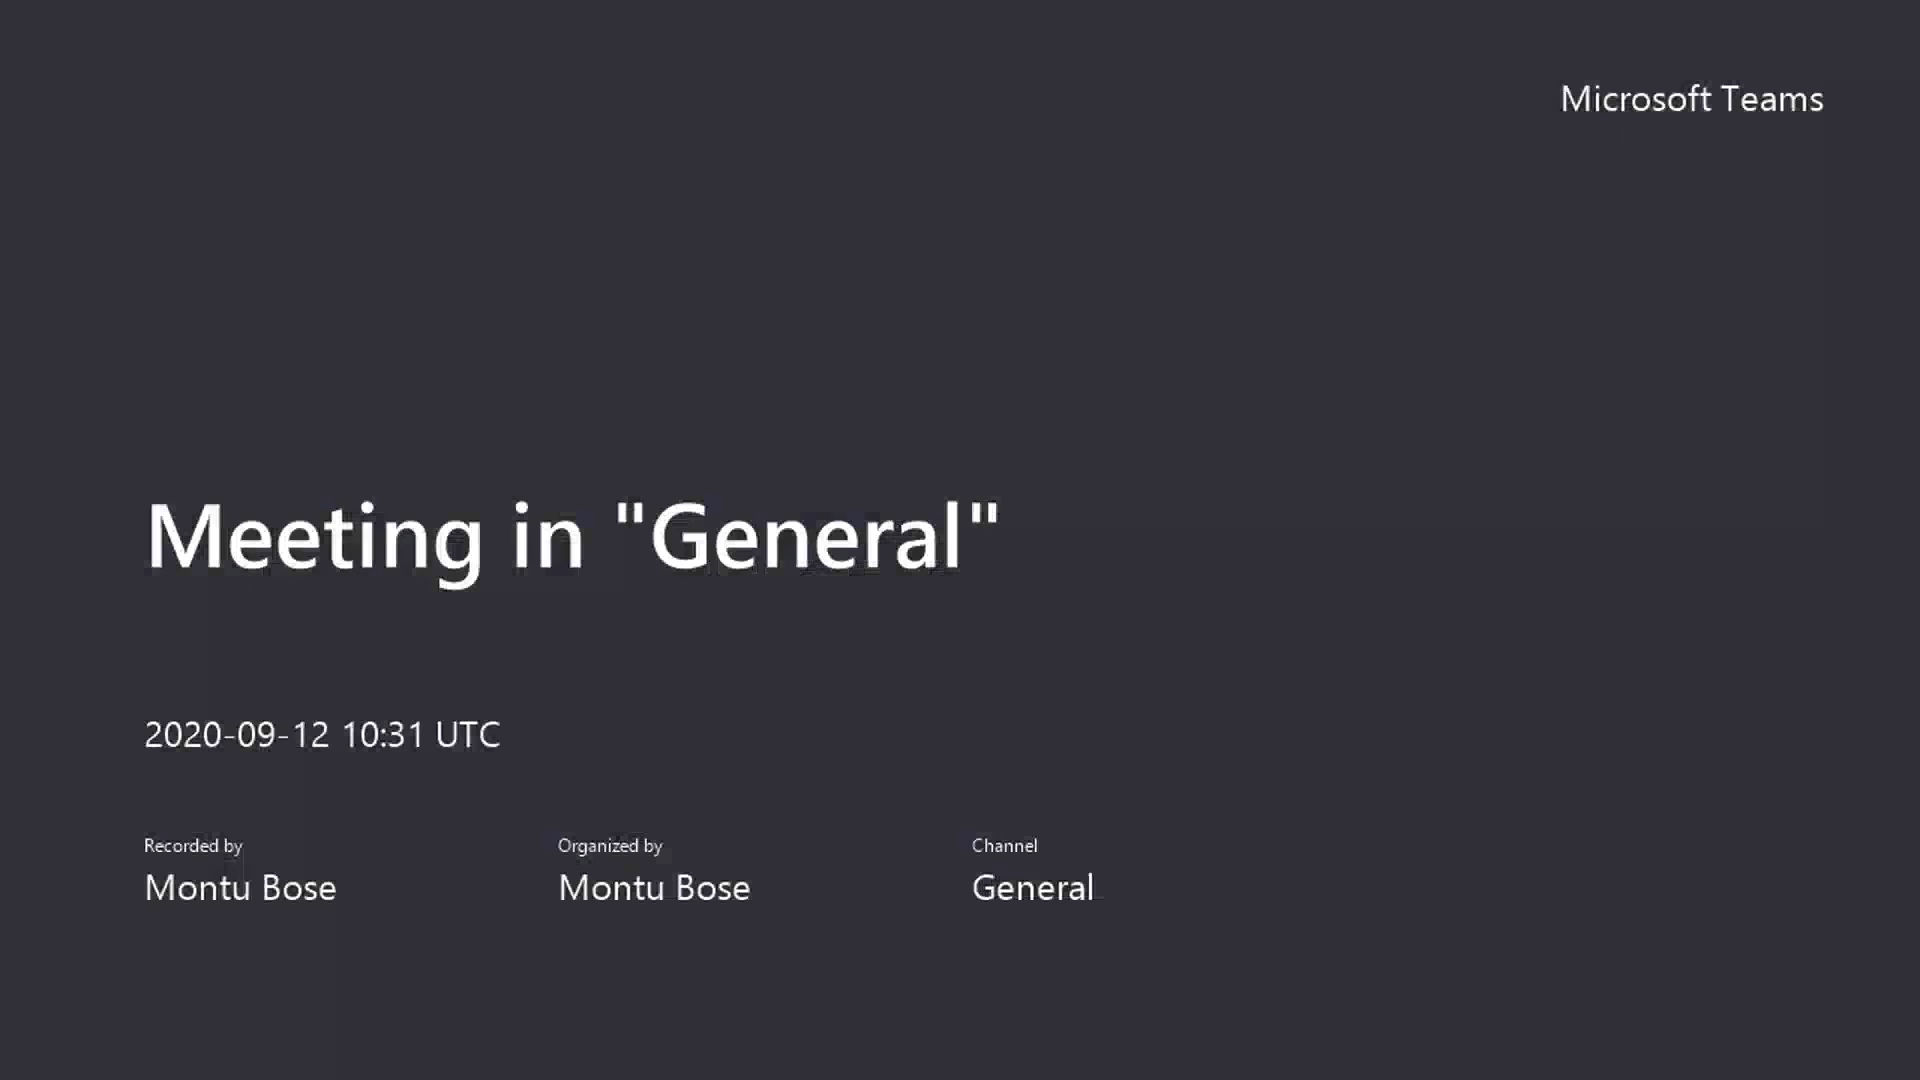 Microsoft Teams
Meeting in "General"
2020-09-12 10:31 UTC
Recorded by
Montu Bose
Organized by
Montu Bose
Channel
General